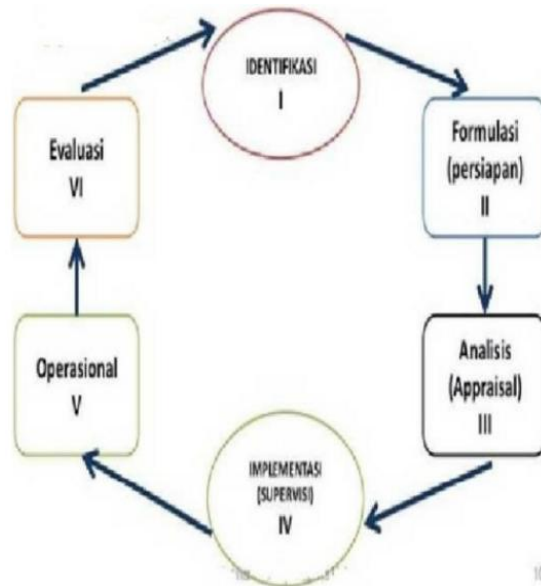 IDENTIFIKASI
I
Formulasi
(persiapan)
II
Analisis
(Appraisal)
III
IMPLEMENTASI
(SUPERVISI)
IV
Operasional
V
Evaluasi
VI